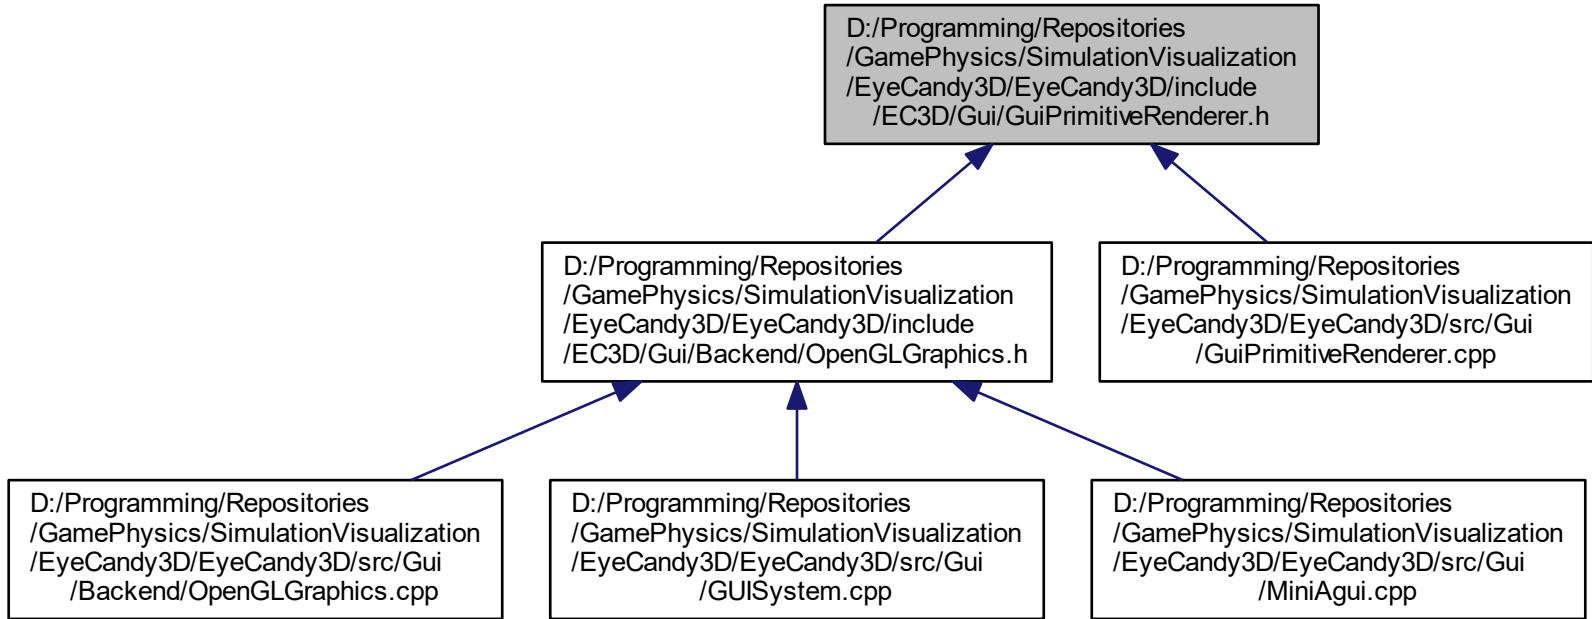 D:/Programming/Repositories
/GamePhysics/SimulationVisualization
/EyeCandy3D/EyeCandy3D/include
/EC3D/Gui/GuiPrimitiveRenderer.h
D:/Programming/Repositories
/GamePhysics/SimulationVisualization
/EyeCandy3D/EyeCandy3D/include
/EC3D/Gui/Backend/OpenGLGraphics.h
D:/Programming/Repositories
/GamePhysics/SimulationVisualization
/EyeCandy3D/EyeCandy3D/src/Gui
/GuiPrimitiveRenderer.cpp
D:/Programming/Repositories
/GamePhysics/SimulationVisualization
/EyeCandy3D/EyeCandy3D/src/Gui
/Backend/OpenGLGraphics.cpp
D:/Programming/Repositories
/GamePhysics/SimulationVisualization
/EyeCandy3D/EyeCandy3D/src/Gui
/GUISystem.cpp
D:/Programming/Repositories
/GamePhysics/SimulationVisualization
/EyeCandy3D/EyeCandy3D/src/Gui
/MiniAgui.cpp